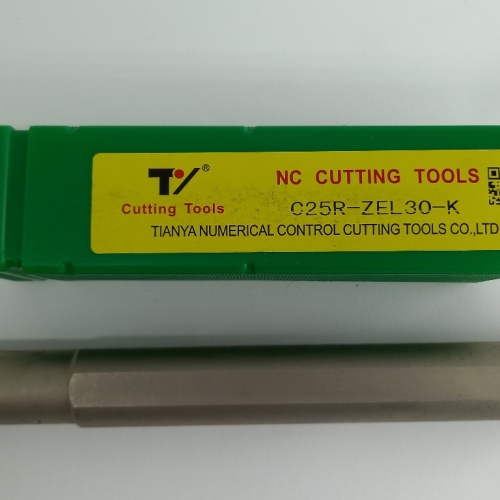 TY®
NC CUTTING TOOLS
Cutting Tools
C25R-ZEL30-K
TIANYA NUMERICAL CONTROL CUTTING TOOLS CO.,LTD